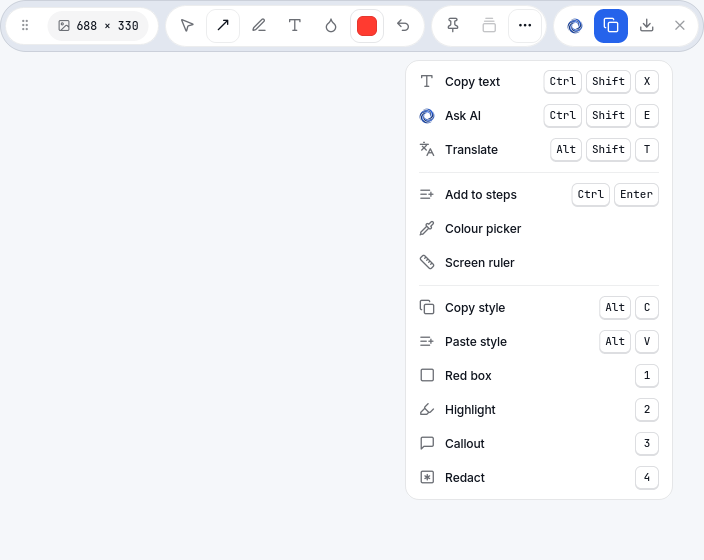 688 × 330
Copy text Ctrl Shift X
Ask AI Ctrl Shift E
Translate Alt Shift T
Add to steps Ctrl Enter
Colour picker
Screen ruler
Copy style Alt C
Paste style Alt V
Red box 1
Highlight 2
Callout 3
Redact 4